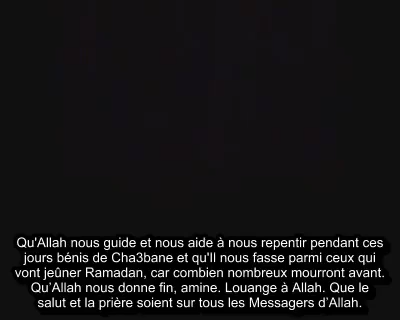 Qu'Allah nous guide et nous aide à nous repentir pendant ces
jours bénis de Cha3bane et qu'Il nous fasse parmi ceux qui
vont jeûner Ramadan, car combien nombreux mourront avant.
Qu'Allah nous donne fin, amine. Louange à Allah. Que le
salut et la prière soient sur tous les Messagers d'Allah.